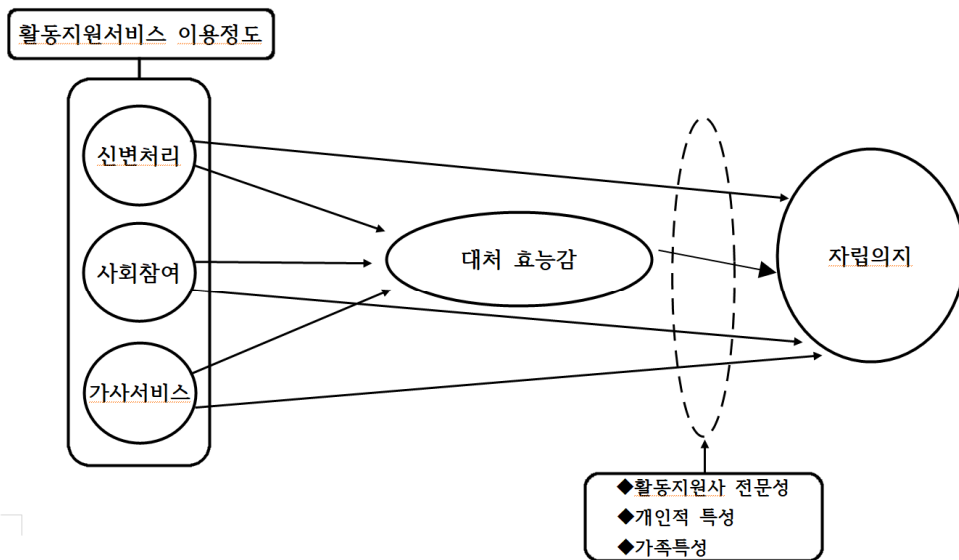 활동지원서비스 이용정도
신변처리
사회참여
가사서비스
대처 효능감
자립의지
◆활동지원사 전문성
◆개인적 특성
◆가족특성